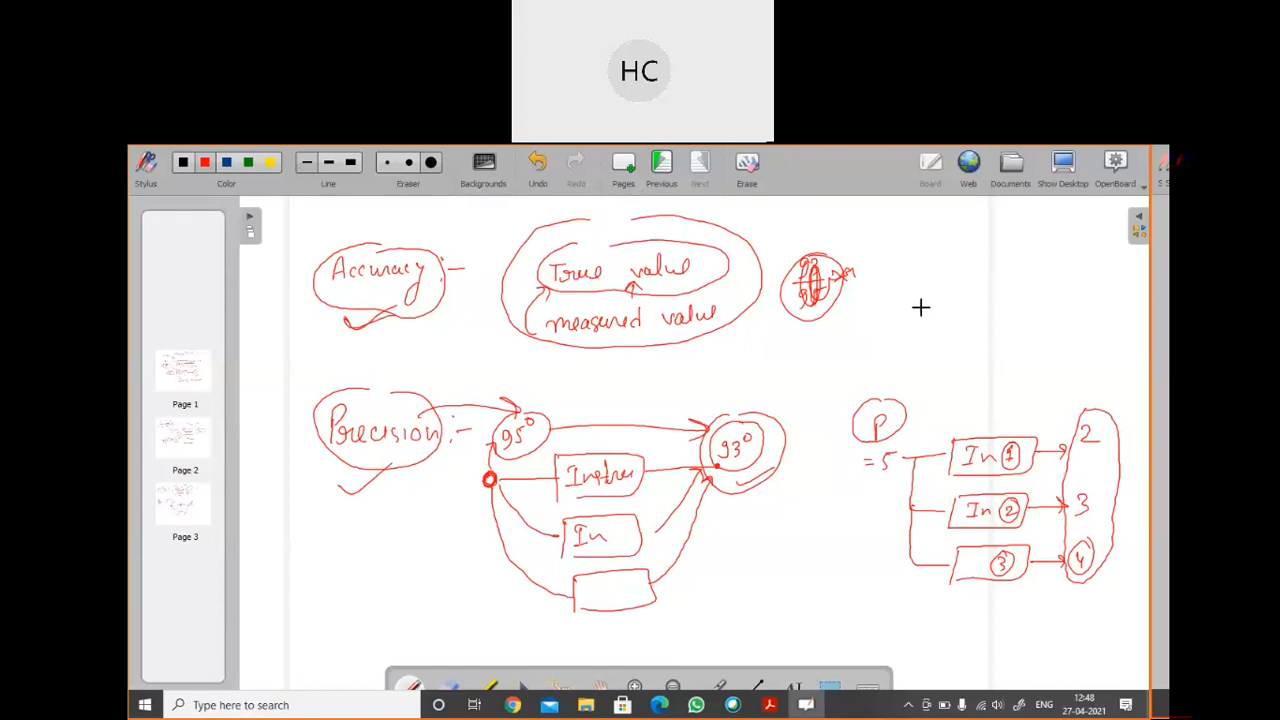 HC
Stylus
Color
Line
Eraser
Backgrounds
Undo
Redo
Pages
Previous
Next
Erase
Board
Web
Documents
Show Desktop
OpenBoard
Accuracy :-
True value
measured value
Page 1
Page 2
Page 3
Precision :-
95°
93°
Instru
In
P
= 5
In 1
2
In 2
3
3
4
Type here to search
ENG
12:48
27-04-2021